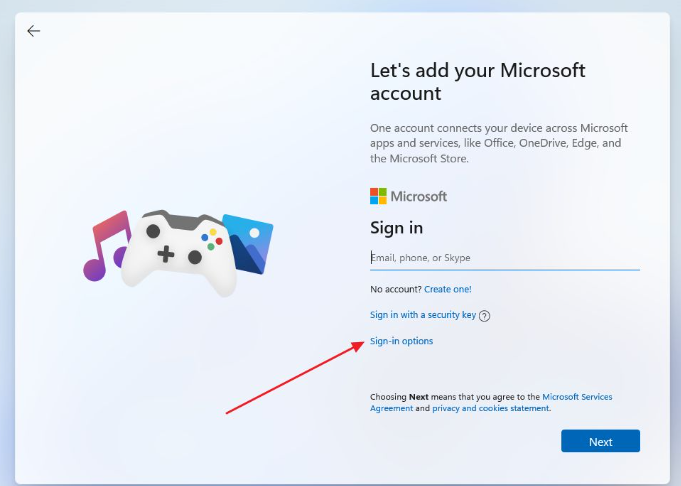 Let's add your Microsoft
account
One account connects your device across Microsoft
apps and services, like Office, OneDrive, Edge, and
the Microsoft Store.
Microsoft
Sign in
Email, phone, or Skype
No account? Create one!
Sign in with a security key ?
Sign-in options
Choosing Next means that you agree to the Microsoft Services
Agreement and privacy and cookies statement.
Next